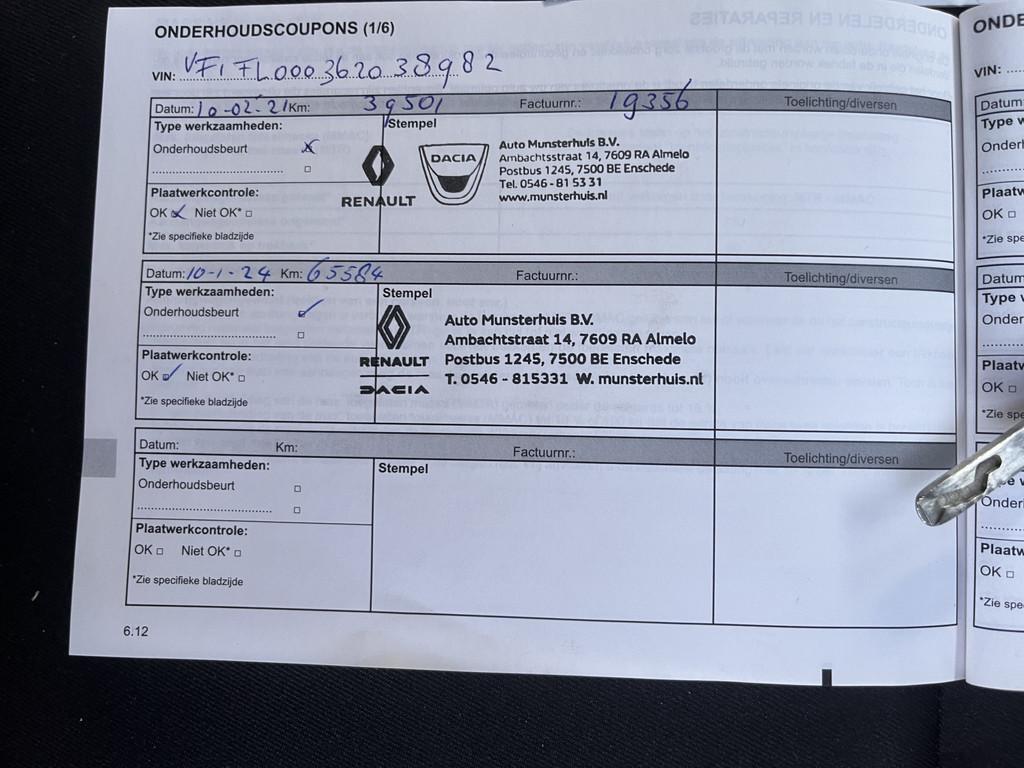 ONDERHOUDSCOUPONS (1/6)
VIN: VF1FL000362038982
Datum: 10-02-21 Km: 39501 Factuurnr.: 19356 Toelichting/diversen
Type werkzaamheden: Stempel
Onderhoudsbeurt
Plaatwerkcontrole:
OK Niet OK*
*Zie specifieke bladzijde
RENAULT
DACIA
Auto Munsterhuis B.V.
Ambachtsstraat 14, 7609 RA Almelo
Postbus 1245, 7500 BE Enschede
Tel. 0546 - 81 53 31
www.munsterhuis.nl
Datum: 10-1-24 Km: 65584 Factuurnr.: Toelichting/diversen
Type werkzaamheden: Stempel
Onderhoudsbeurt
Plaatwerkcontrole:
OK Niet OK*
*Zie specifieke bladzijde
RENAULT
DACIA
Auto Munsterhuis B.V.
Ambachtstraat 14, 7609 RA Almelo
Postbus 1245, 7500 BE Enschede
T. 0546 - 815331 W. munsterhuis.nl
Datum: Km: Factuurnr.: Toelichting/diversen
Type werkzaamheden: Stempel
Onderhoudsbeurt
Plaatwerkcontrole:
OK Niet OK*
*Zie specifieke bladzijde
6.12
ONDE
VIN:
Datum
Type w
Onderh
Plaatw
OK
*Zie spe
Datum
Type w
Onder
Plaatw
OK
*Zie spe
Onderl
Plaatw
OK
*Zie spe